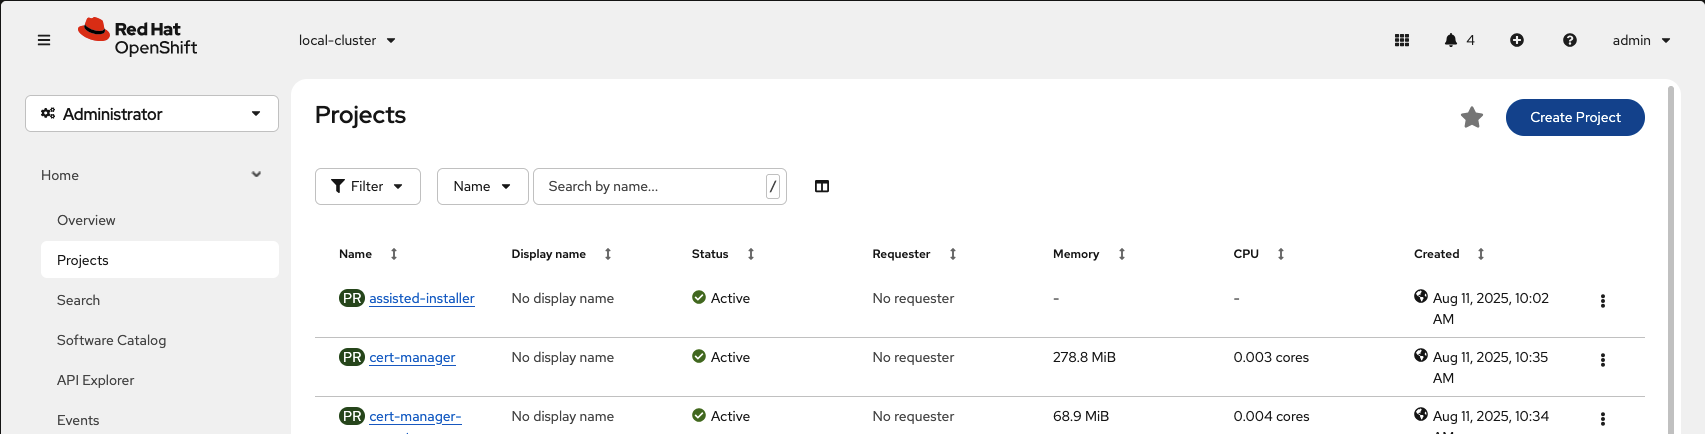 Red Hat
OpenShift
local-cluster
4
admin
Administrator
Home
Overview
Projects
Search
Software Catalog
API Explorer
Events
Projects
Create Project
Filter
Name
Search by name...
/
Name Display name Status Requester Memory CPU Created
PR assisted-installer No display name Active No requester - - Aug 11, 2025, 10:02
AM
PR cert-manager No display name Active No requester 278.8 MiB 0.003 cores Aug 11, 2025, 10:35
AM
PR cert-manager- No display name Active No requester 68.9 MiB 0.004 cores Aug 11, 2025, 10:34